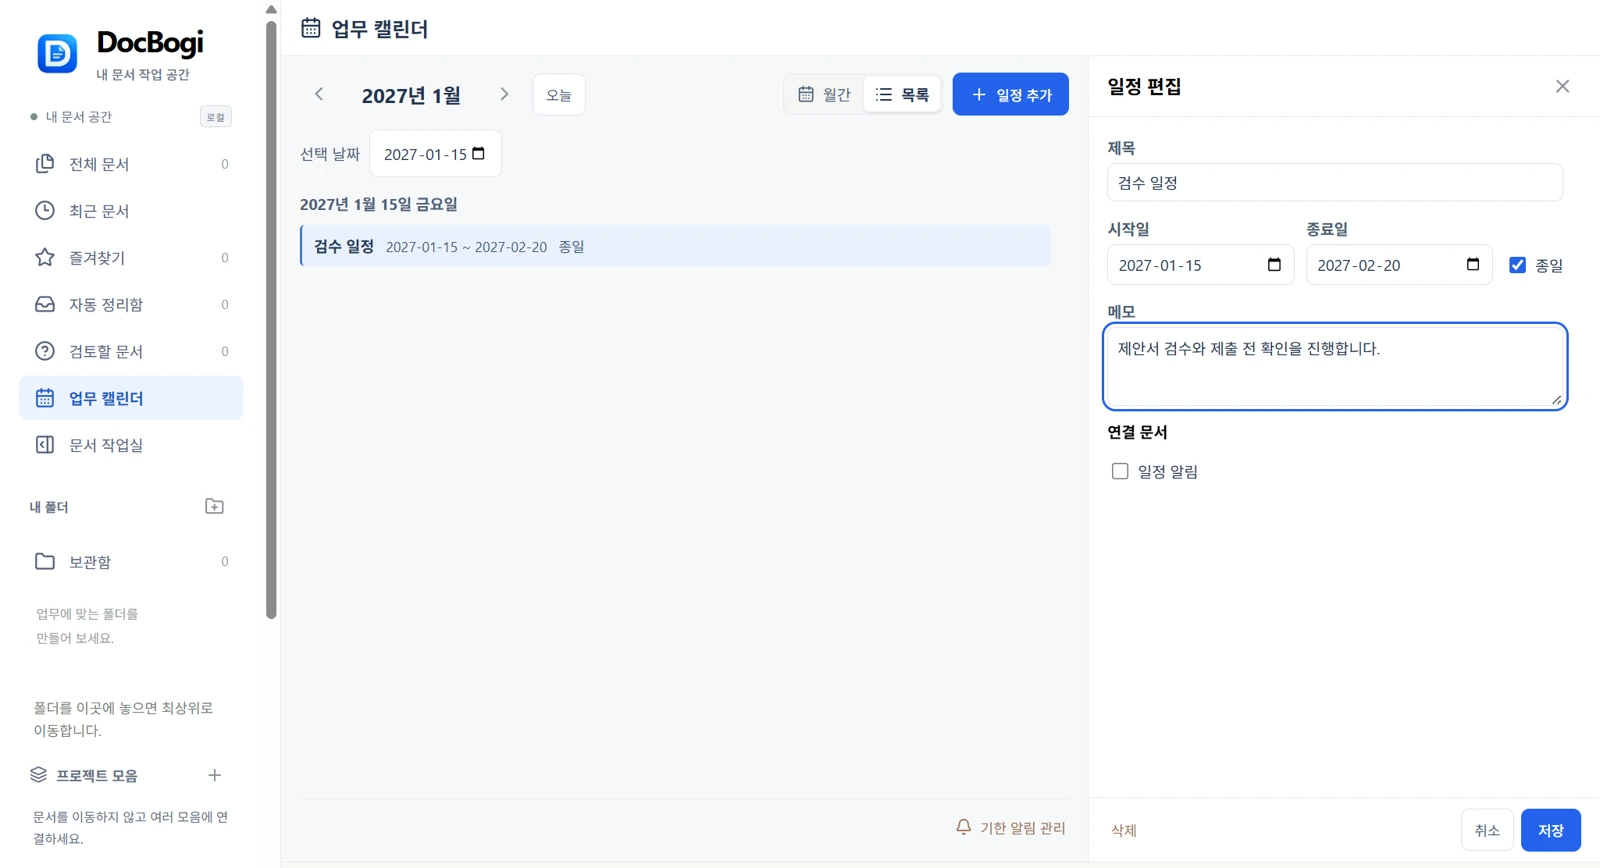 DocBogi
내 문서 작업 공간
내 문서 공간 로컬
전체 문서 0
최근 문서
즐겨찾기 0
자동 정리함 0
검토할 문서 0
업무 캘린더
문서 작업실
내 폴더
보관함 0
업무에 맞는 폴더를
만들어 보세요.
폴더를 이곳에 놓으면 최상위로
이동합니다.
프로젝트 모음
문서를 이동하지 않고 여러 모음에 연
결하세요.
업무 캘린더
2027년 1월 오늘 월간 목록 일정 추가
선택 날짜 2027-01-15
2027년 1월 15일 금요일
검수 일정 2027-01-15 ~ 2027-02-20 종일
기한 알림 관리
일정 편집
제목
검수 일정
시작일 종료일
2027-01-15 2027-02-20 종일
메모
제안서 검수와 제출 전 확인을 진행합니다.
연결 문서
일정 알림
삭제 취소 저장